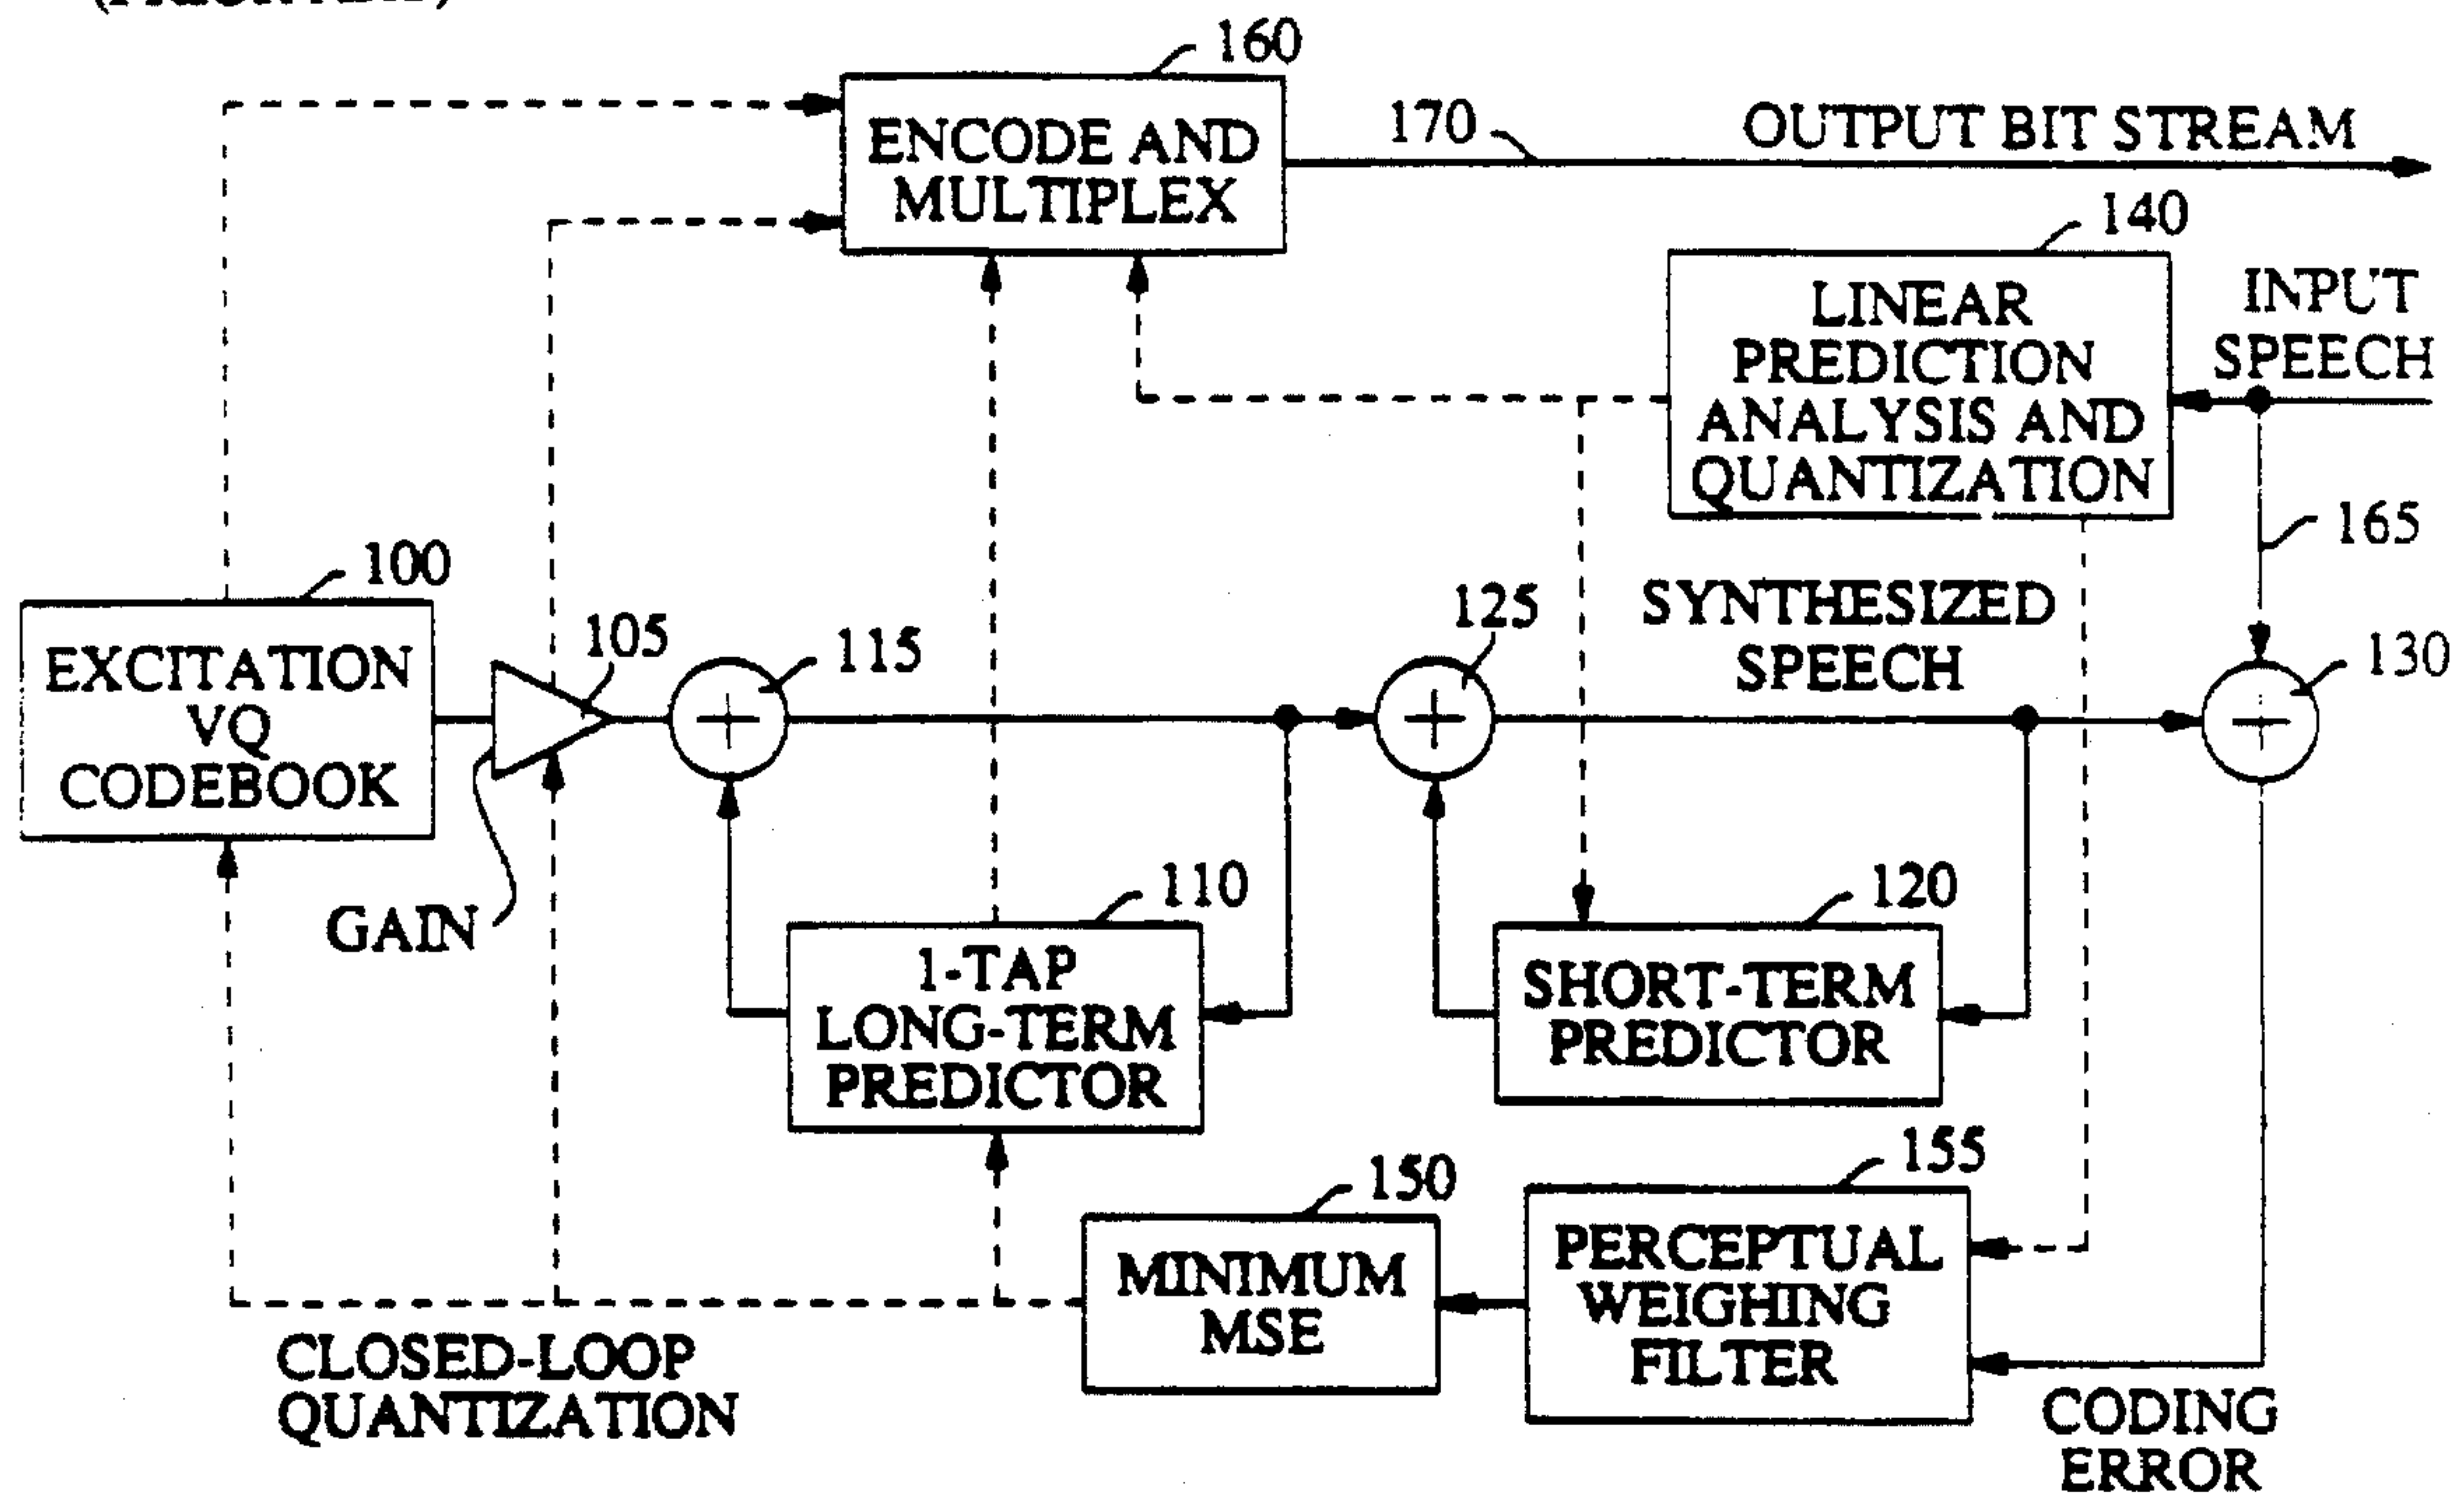 160
ENCODE AND
MULTIPLEX
170
OUTPUT BIT STREAM
140
LINEAR
PREDICTION
ANALYSIS AND
QUANTIZATION
INPUT
SPEECH
165
100
EXCITATION
VQ
CODEBOOK
105
GAIN
115
125
SYNTHESIZED
SPEECH
130
110
1-TAP
LONG-TERM
PREDICTOR
120
SHORT-TERM
PREDICTOR
150
MINIMUM
MSE
155
PERCEPTUAL
WEIGHING
FILTER
CLOSED-LOOP
QUANTIZATION
CODING
ERROR